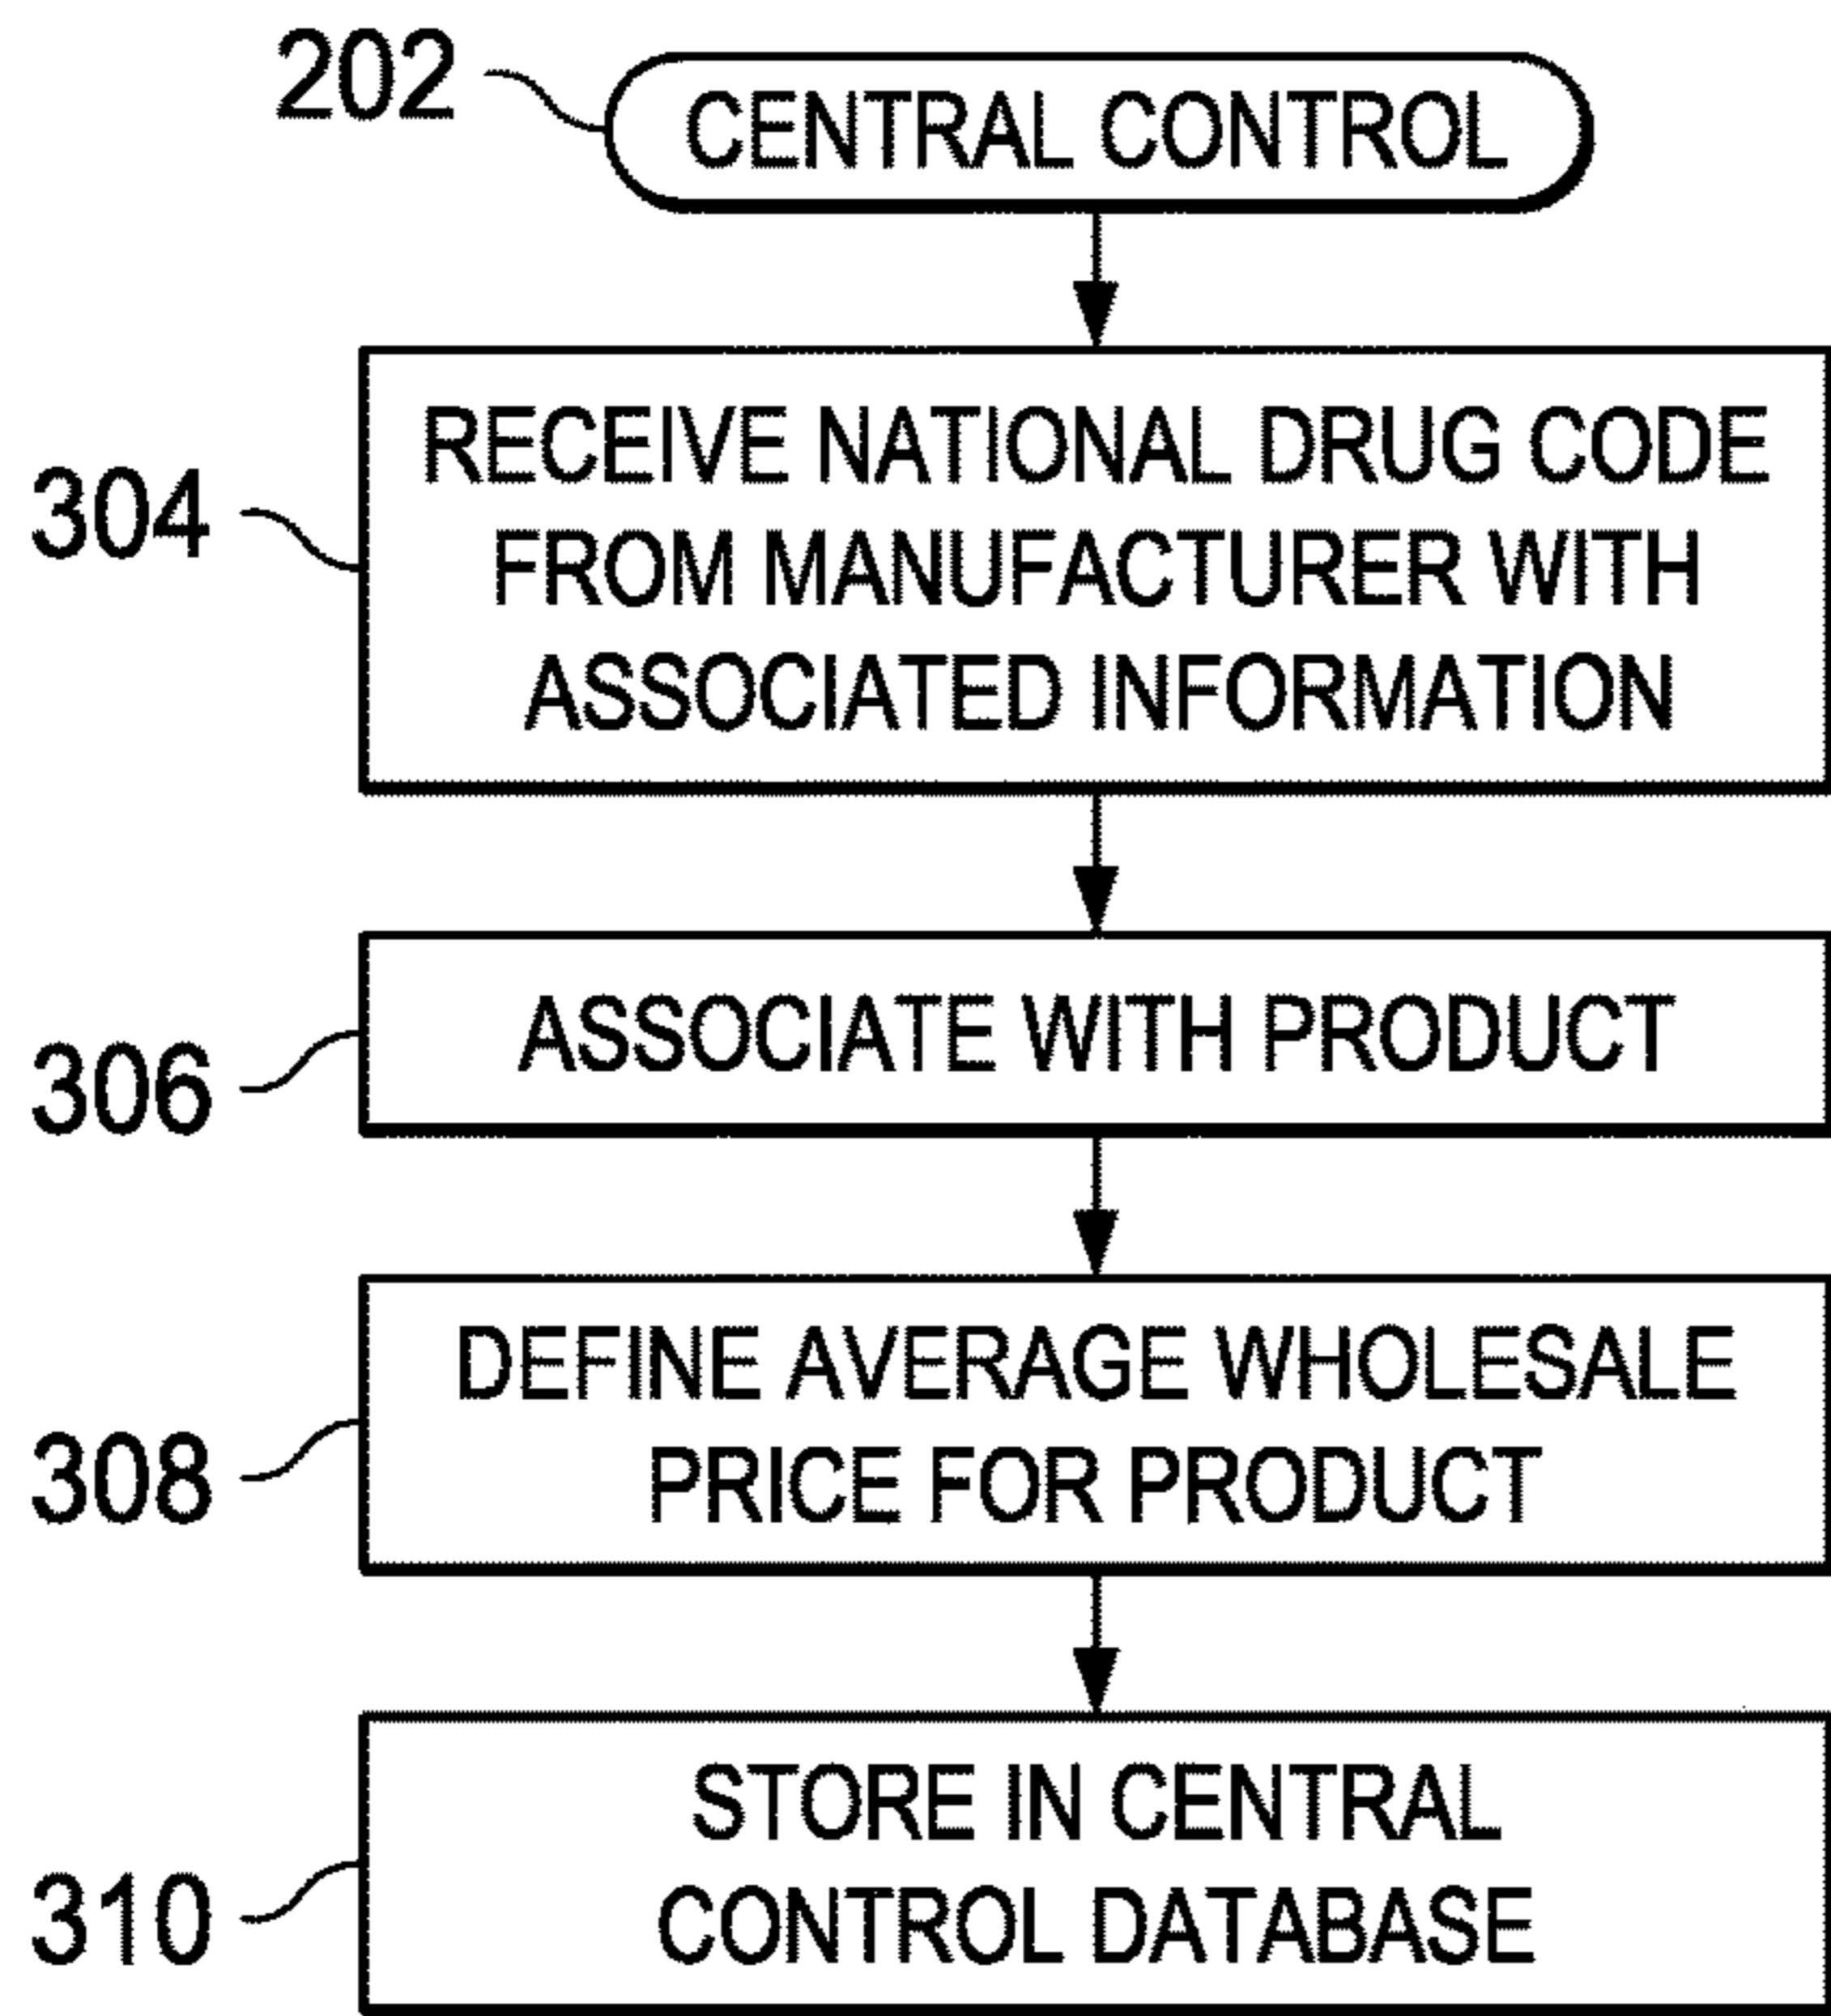 202
CENTRAL CONTROL
304
RECEIVE NATIONAL DRUG CODE
FROM MANUFACTURER WITH
ASSOCIATED INFORMATION
306
ASSOCIATE WITH PRODUCT
308
DEFINE AVERAGE WHOLESALE
PRICE FOR PRODUCT
310
STORE IN CENTRAL
CONTROL DATABASE